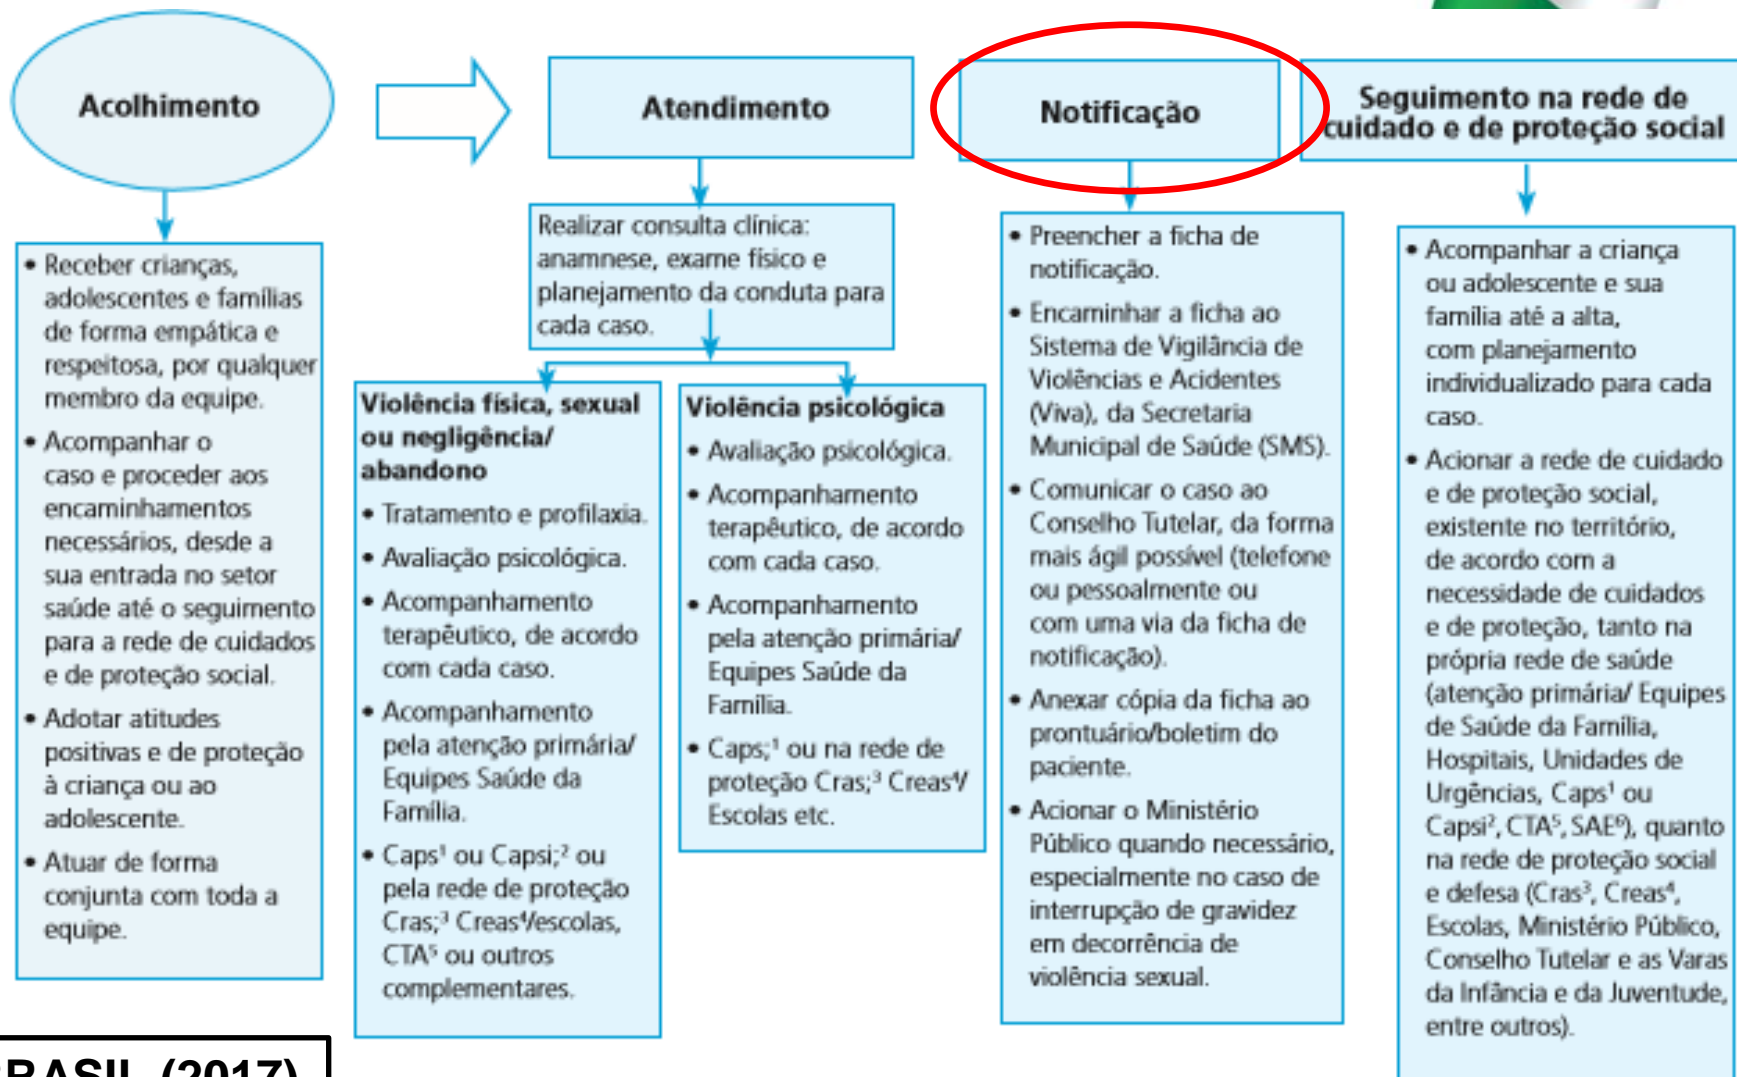 Acolhimento
• Receber crianças,
adolescentes e famílias
de forma empática e
respeitosa, por qualquer
membro da equipe.
• Acompanhar o
caso e proceder aos
encaminhamentos
necessários, desde a
sua entrada no setor
saúde até o seguimento
para a rede de cuidados
e de proteção social.
• Adotar atitudes
positivas e de proteção
à criança ou ao
adolescente.
• Atuar de forma
conjunta com toda a
equipe.
Atendimento
Realizar consulta clínica:
anamnese, exame físico e
planejamento da conduta para
cada caso.
Violência física, sexual
ou negligência/
abandono
• Tratamento e profilaxia.
• Avaliação psicológica.
• Acompanhamento
terapêutico, de acordo
com cada caso.
• Acompanhamento
pela atenção primária/
Equipes Saúde da
Família.
• Caps¹ ou Capsi;² ou
pela rede de proteção
Cras;³ Creas⁴/escolas,
CTA⁵ ou outros
complementares.
Violência psicológica
• Avaliação psicológica.
• Acompanhamento
terapêutico, de acordo
com cada caso.
• Acompanhamento
pela atenção primária/
Equipes Saúde da
Família.
• Caps;¹ ou na rede de
proteção Cras;³ Creas⁴/
Escolas etc.
Notificação
• Preencher a ficha de
notificação.
• Encaminhar a ficha ao
Sistema de Vigilância de
Violências e Acidentes
(Viva), da Secretaria
Municipal de Saúde (SMS).
• Comunicar o caso ao
Conselho Tutelar, da forma
mais ágil possível (telefone
ou pessoalmente ou
com uma via da ficha de
notificação).
• Anexar cópia da ficha ao
prontuário/boletim do
paciente.
• Acionar o Ministério
Público quando necessário,
especialmente no caso de
interrupção de gravidez
em decorrência de
violência sexual.
Seguimento na rede de
cuidado e de proteção social
• Acompanhar a criança
ou adolescente e sua
família até a alta,
com planejamento
individualizado para cada
caso.
• Acionar a rede de cuidado
e de proteção social,
existente no território,
de acordo com a
necessidade de cuidados
e de proteção, tanto na
própria rede de saúde
(atenção primária/ Equipes
de Saúde da Família,
Hospitais, Unidades de
Urgências, Caps¹ ou
Capsi², CTA⁵, SAE⁶), quanto
na rede de proteção social
e defesa (Cras³, Creas⁴,
Escolas, Ministério Público,
Conselho Tutelar e as Varas
da Infância e da Juventude,
entre outros).
RASIL (2017)